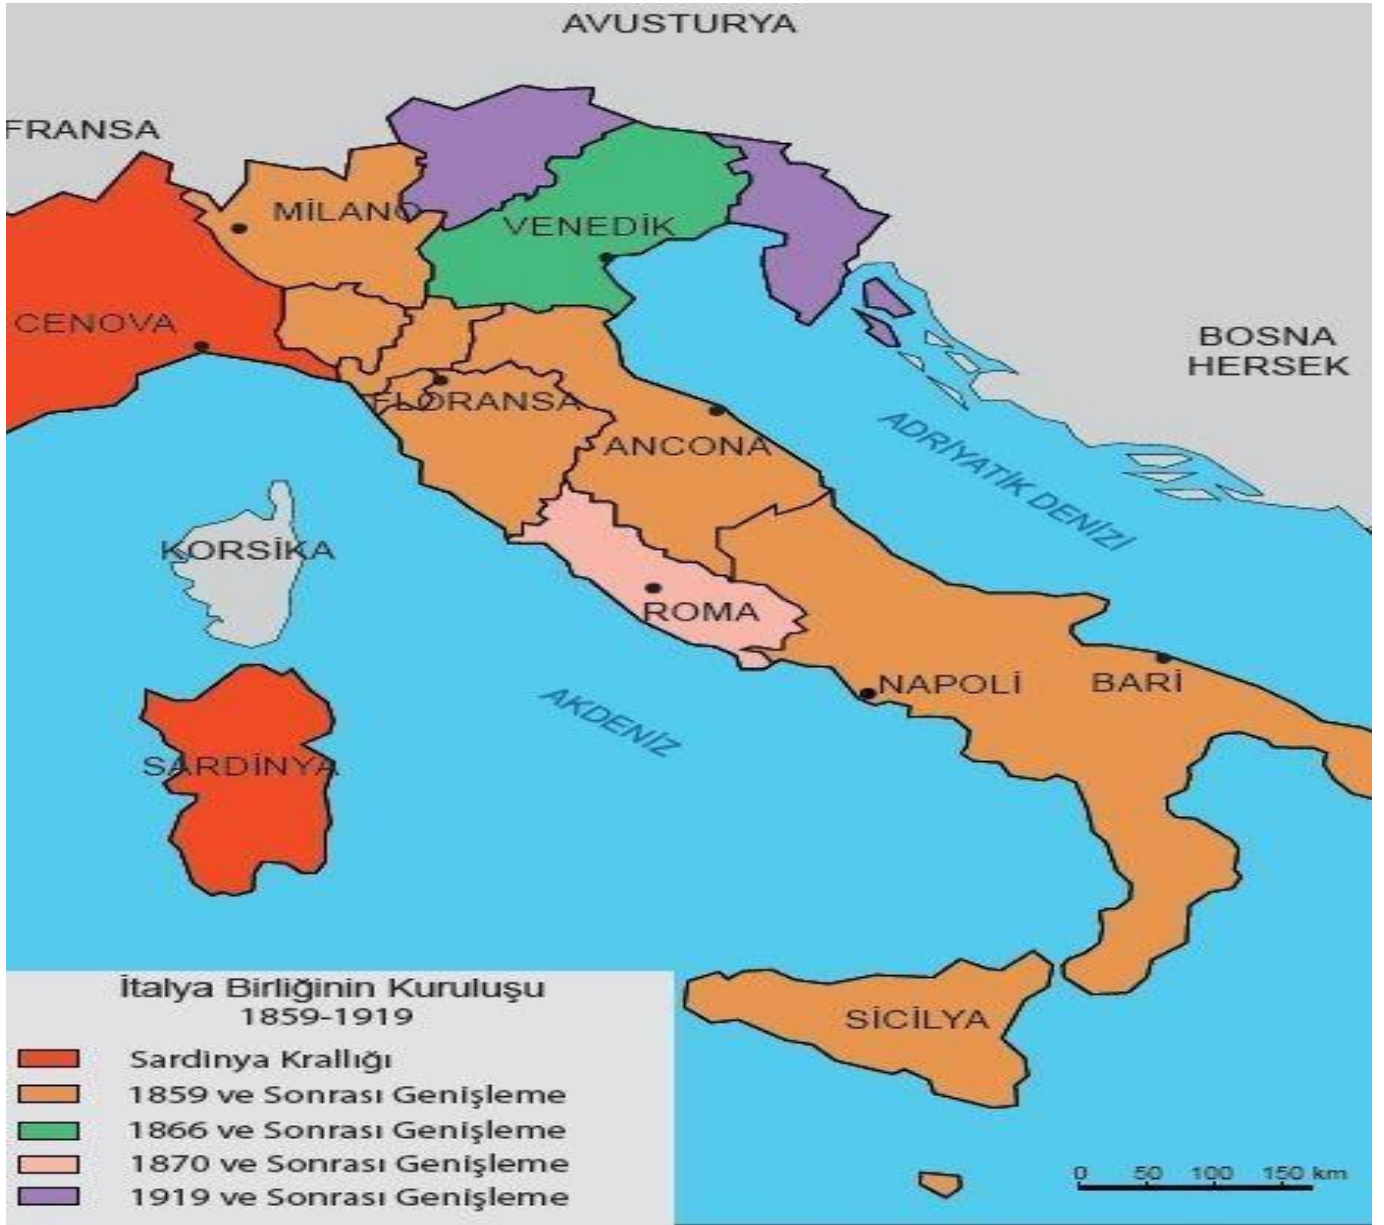 AVUSTURYA
FRANSA
MİLANO
VENEDİK
CENOVA
BOSNA
HERSEK
FLORANSA
ANCONA
ADRİYATİK DENİZİ
KORSİKA
ROMA
NAPOLİ
BARİ
AKDENİZ
SARDİNYA
SİCİLYA
İtalya Birliğinin Kuruluşu
1859-1919
Sardinya Krallığı
1859 ve Sonrası Genişleme
1866 ve Sonrası Genişleme
1870 ve Sonrası Genişleme
1919 ve Sonrası Genişleme
0 50 100 150 km